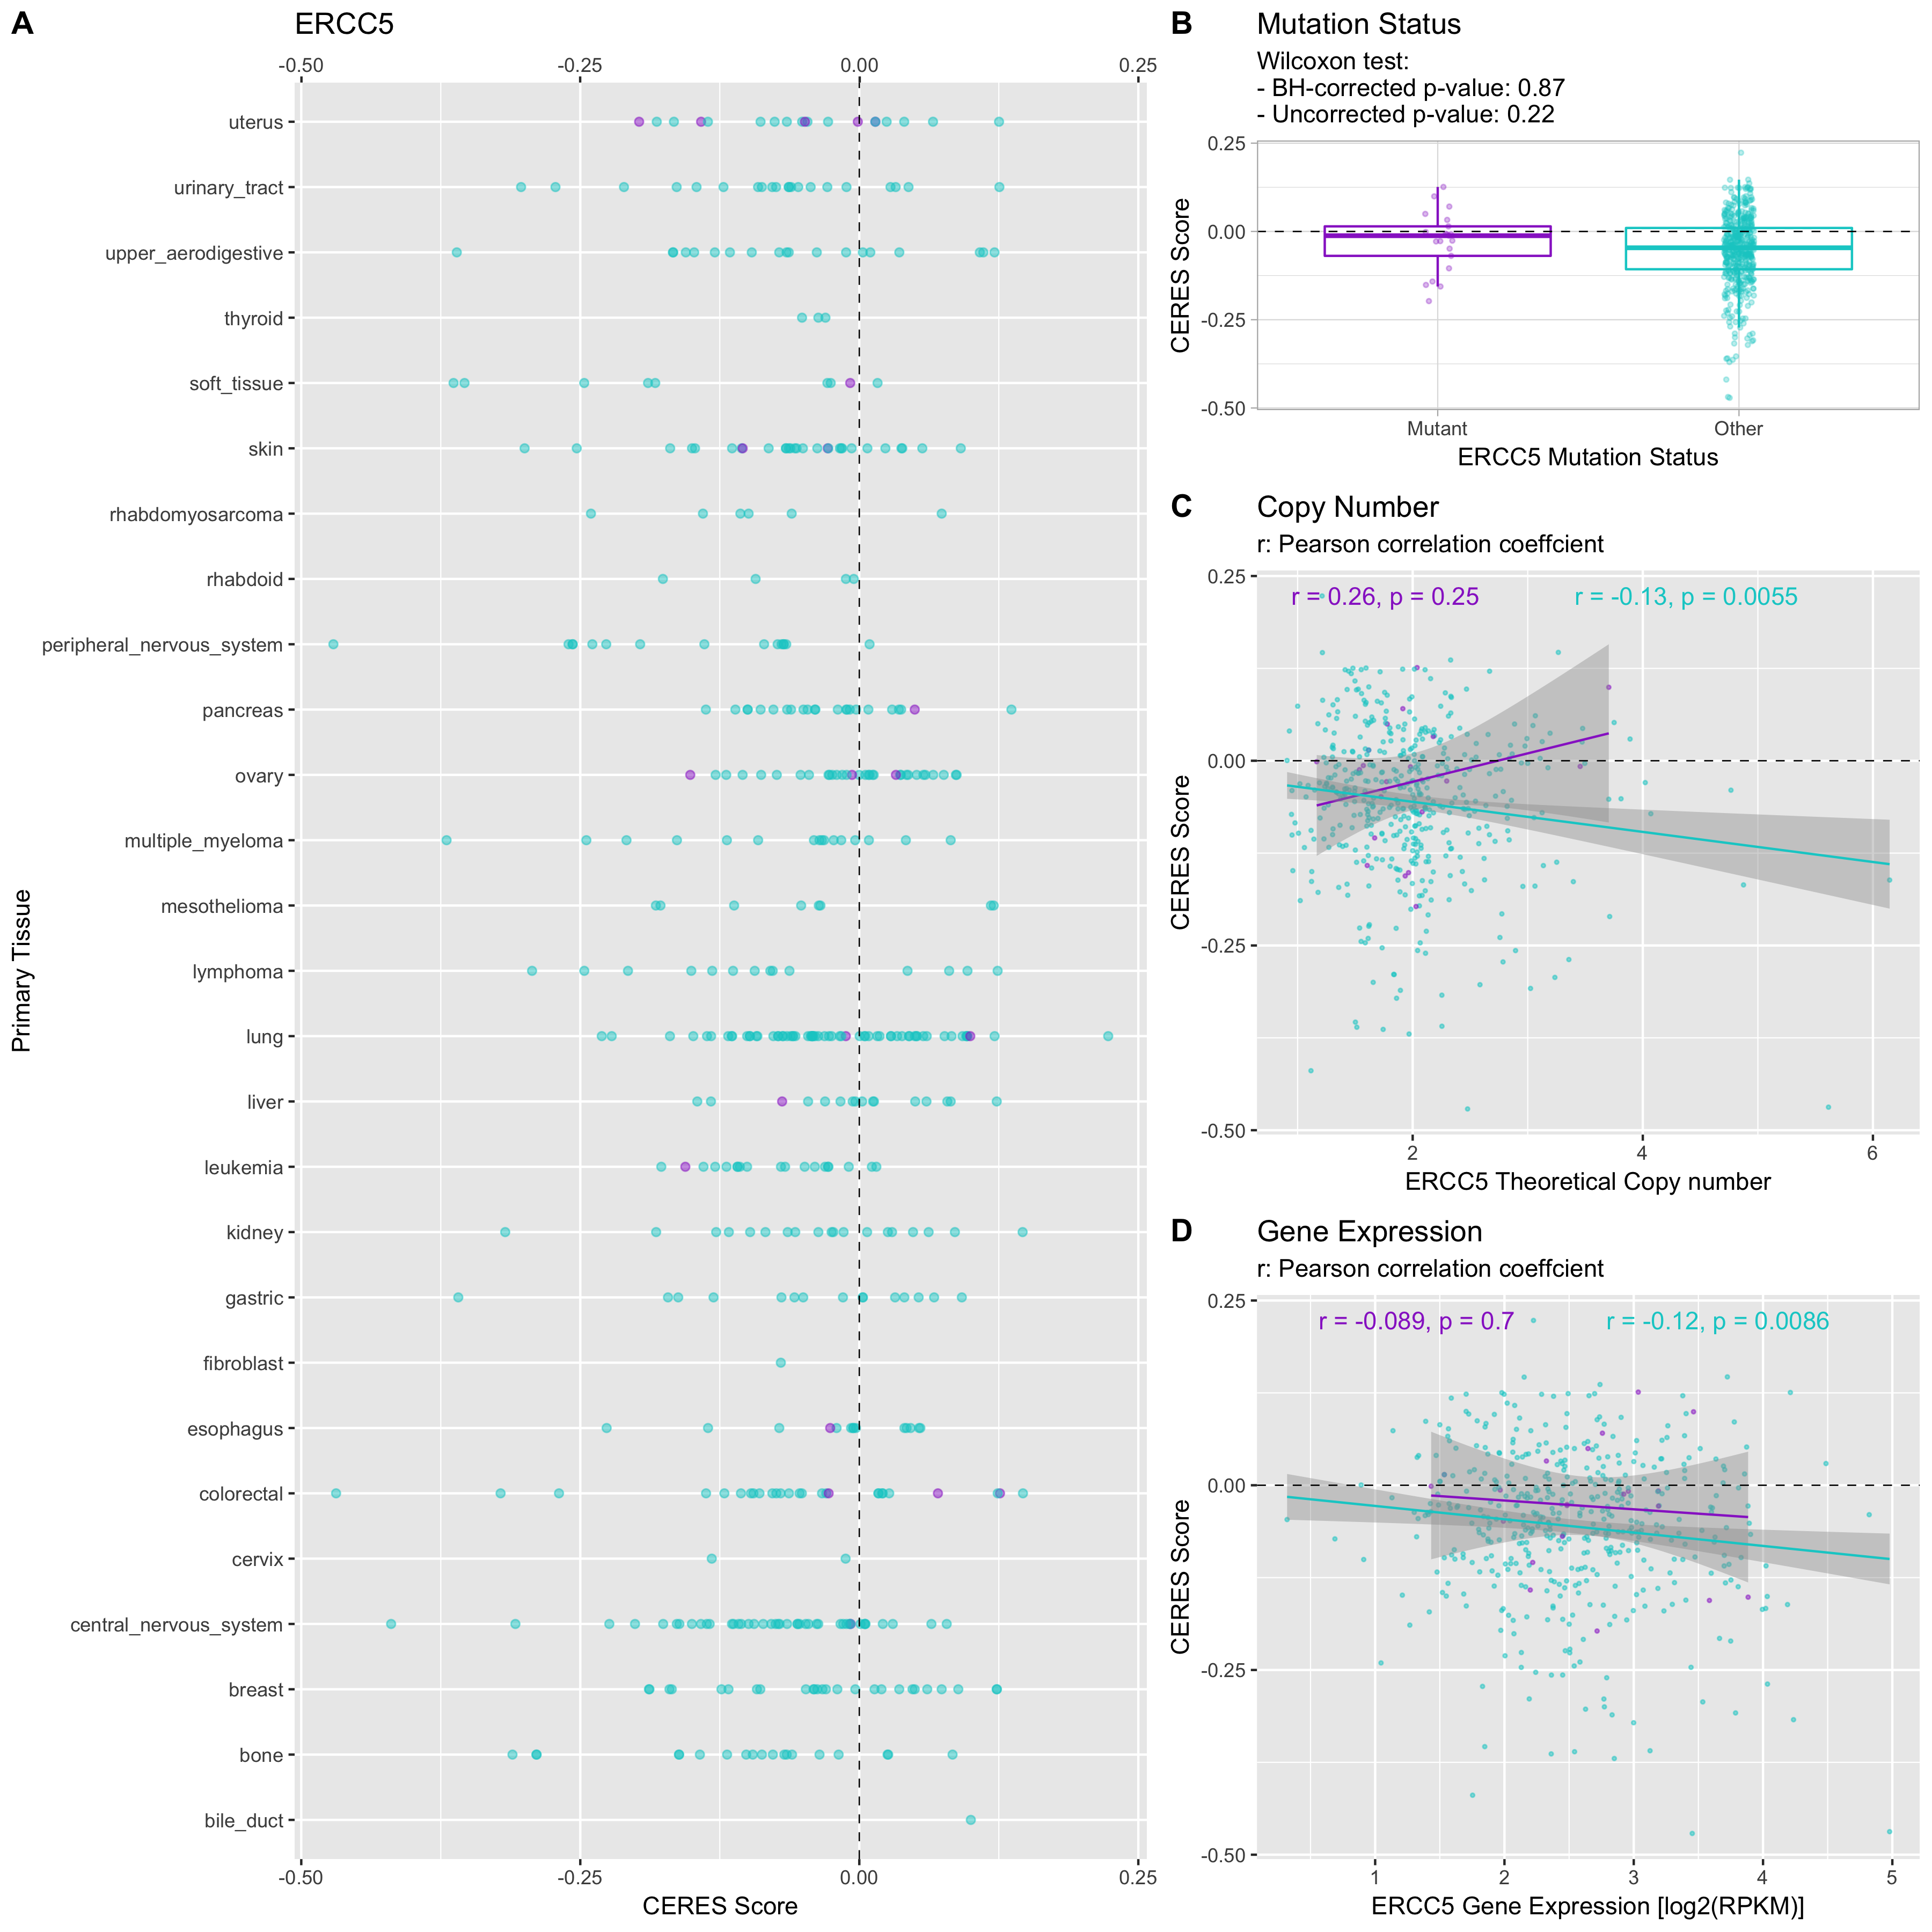 A
ERCC5
-0.50
-0.25
0.00
0.25
Primary Tissue
uterus
urinary_tract
upper_aerodigestive
thyroid
soft_tissue
skin
rhabdomyosarcoma
rhabdoid
peripheral_nervous_system
pancreas
ovary
multiple_myeloma
mesothelioma
lymphoma
lung
liver
leukemia
kidney
gastric
fibroblast
esophagus
colorectal
cervix
central_nervous_system
breast
bone
bile_duct
-0.50
-0.25
0.00
0.25
CERES Score
B
Mutation Status
Wilcoxon test:
- BH-corrected p-value: 0.87
- Uncorrected p-value: 0.22
CERES Score
0.25
0.00
-0.25
-0.50
Mutant
Other
ERCC5 Mutation Status
C
Copy Number
r: Pearson correlation coeffcient
r = 0.26, p = 0.25
r = -0.13, p = 0.0055
CERES Score
0.25
0.00
-0.25
-0.50
2
4
6
ERCC5 Theoretical Copy number
D
Gene Expression
r: Pearson correlation coeffcient
r = -0.089, p = 0.7
r = -0.12, p = 0.0086
CERES Score
0.25
0.00
-0.25
-0.50
1
2
3
4
5
ERCC5 Gene Expression [log2(RPKM)]